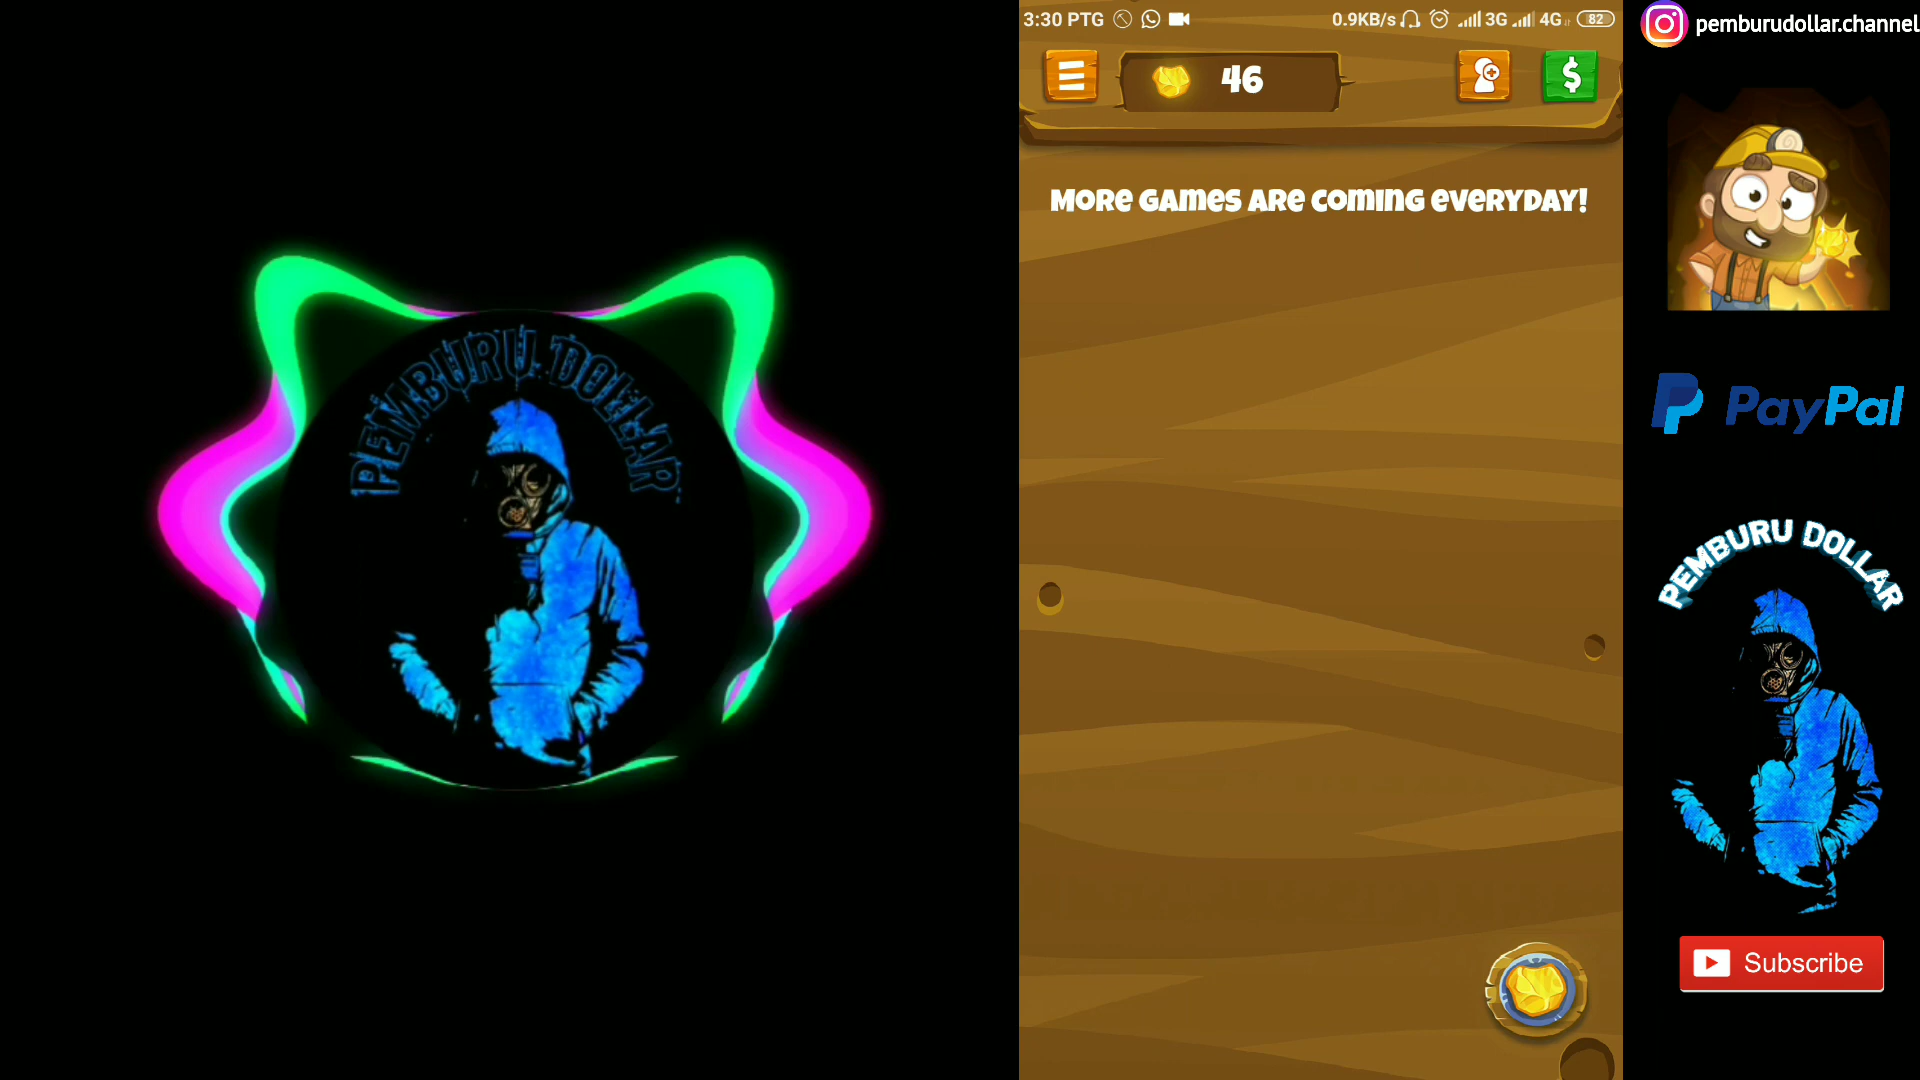 PEMBURU DOLLAR
3:30 PTG
0.9KB/s 3G 4G 82
46
$
MORE GAMES ARE COMING EVERYDAY!
pemburudollar.channel
PayPal
PEMBURU DOLLAR
Subscribe